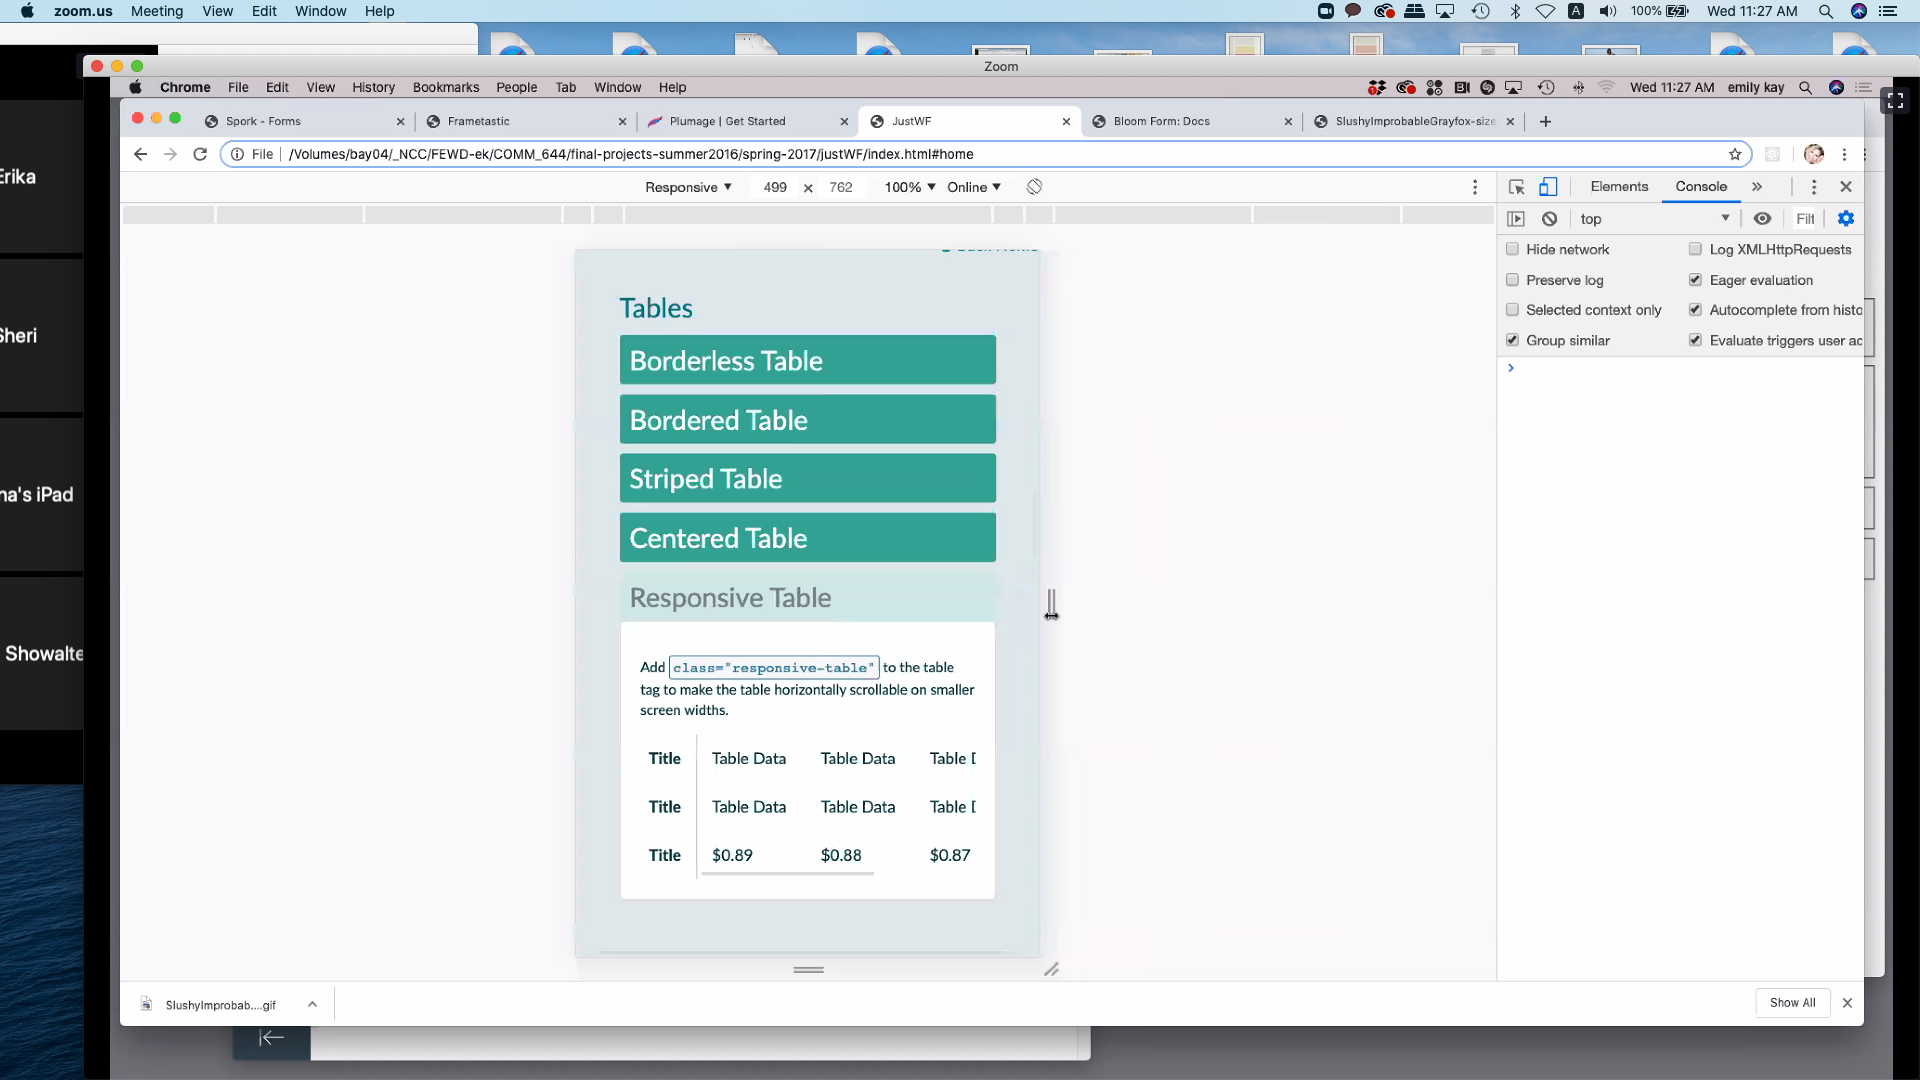 zoom.us Meeting View Edit Window Help
100% Wed 11:27 AM
Zoom
Chrome File Edit View History Bookmarks People Tab Window Help
Wed 11:27 AM emily kay
Spork - Forms
Frametastic
Plumage | Get Started
JustWF
Bloom Form: Docs
SlushyImprobableGrayfox-size
File /Volumes/bay04/_NCC/FEWD-ek/COMM_644/final-projects-summer2016/spring-2017/justWF/index.html#home
Responsive 499 x 762 100% Online
Elements Console
top
Filt
Hide network
Log XMLHttpRequests
Preserve log
Eager evaluation
Selected context only
Autocomplete from histo
Group similar
Evaluate triggers user ac
Erika
Sheri
na's iPad
Showalte
Tables
Borderless Table
Bordered Table
Striped Table
Centered Table
Responsive Table
Add class="responsive-table" to the table
tag to make the table horizontally scrollable on smaller
screen widths.
Title Table Data Table Data Table D
Title Table Data Table Data Table D
Title $0.89 $0.88 $0.87
SlushyImprobab....gif
Show All